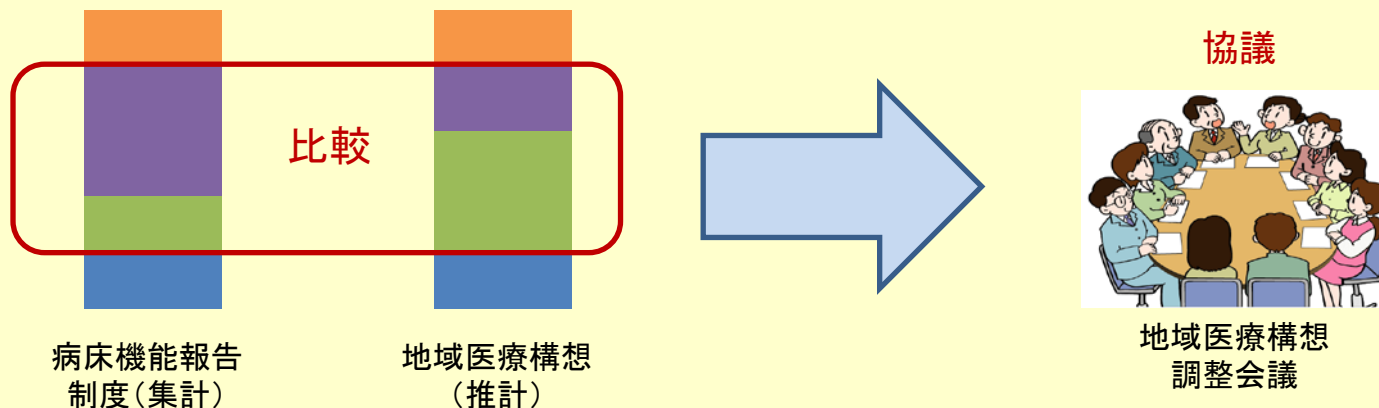 協議
比較
病床機能報告
制度(集計)
地域医療構想
(推計)
地域医療構想
調整会議